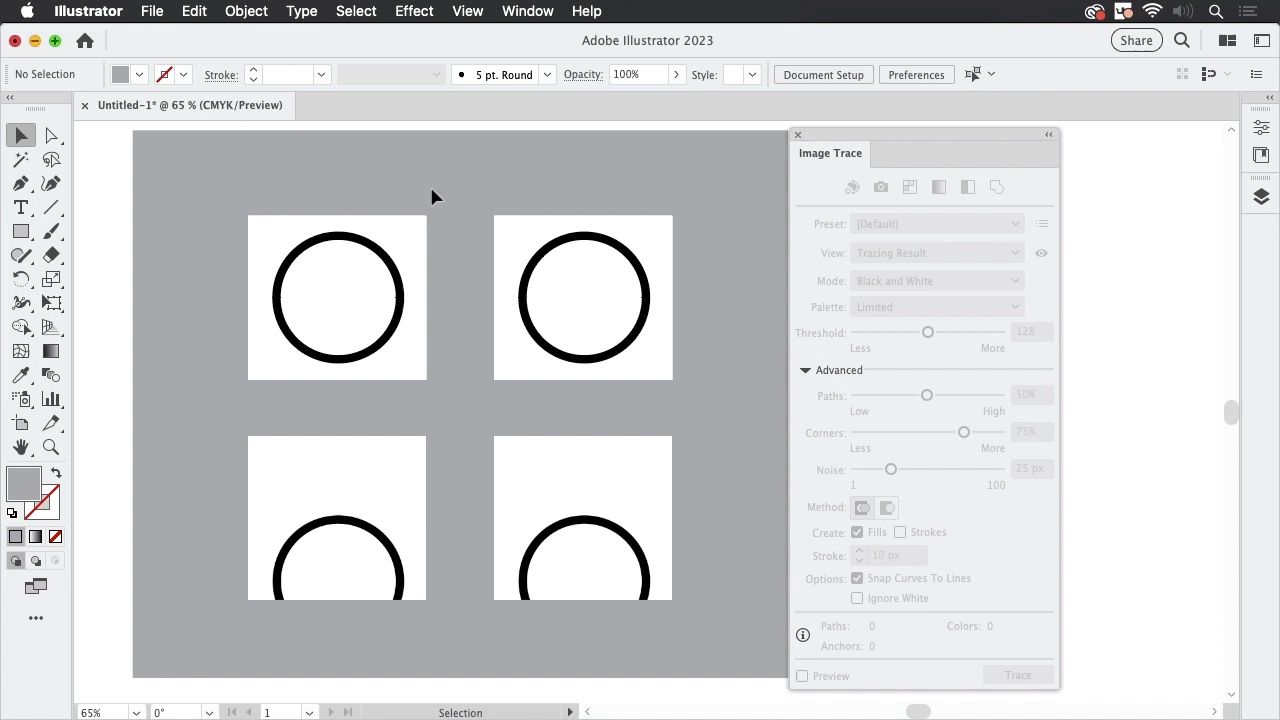 Illustrator File Edit Object Type Select Effect View Window Help
Adobe Illustrator 2023
Share
No Selection
Stroke:
5 pt. Round
Opacity:
100%
Style:
Document Setup
Preferences
Untitled-1* @ 65 % (CMYK/Preview)
Image Trace
Preset: [Default]
View: Tracing Result
Mode: Black and White
Palette: Limited
Threshold: 128
Less More
Advanced
Paths: 50%
Low High
Corners: 75%
Less More
Noise: 25 px
1 100
Method:
Create: Fills Strokes
Stroke: 10 px
Options: Snap Curves To Lines
Ignore White
Paths: 0 Colors: 0
Anchors: 0
Preview Trace
65% 0° 1 Selection